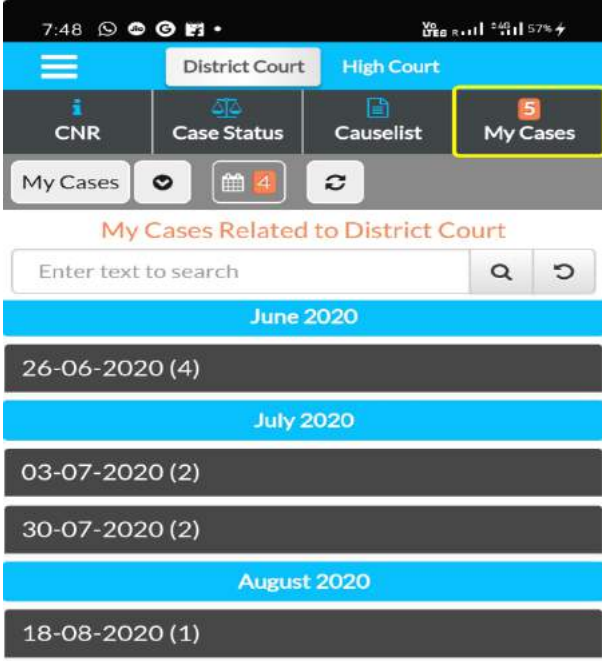 7:48 57%
District Court High Court
5
CNR Case Status Causelist My Cases
My Cases 4
My Cases Related to District Court
Enter text to search
June 2020
26-06-2020 (4)
July 2020
03-07-2020 (2)
30-07-2020 (2)
August 2020
18-08-2020 (1)